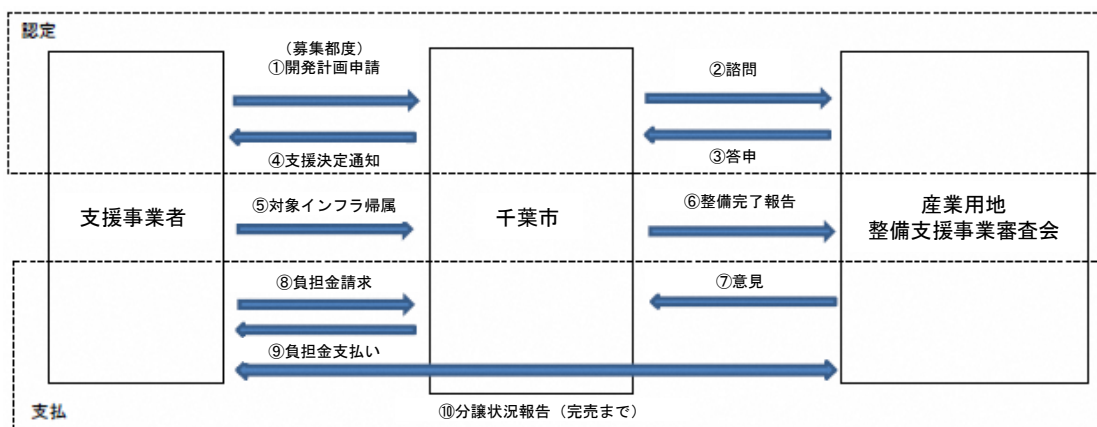 認定
（募集都度）
①開発計画申請
②諮問
④支援決定通知
③答申
支援事業者
⑤対象インフラ帰属
千葉市
⑥整備完了報告
産業用地
整備支援事業審査会
⑧負担金請求
⑦意見
⑨負担金支払い
支払
⑩分譲状況報告（完売まで）